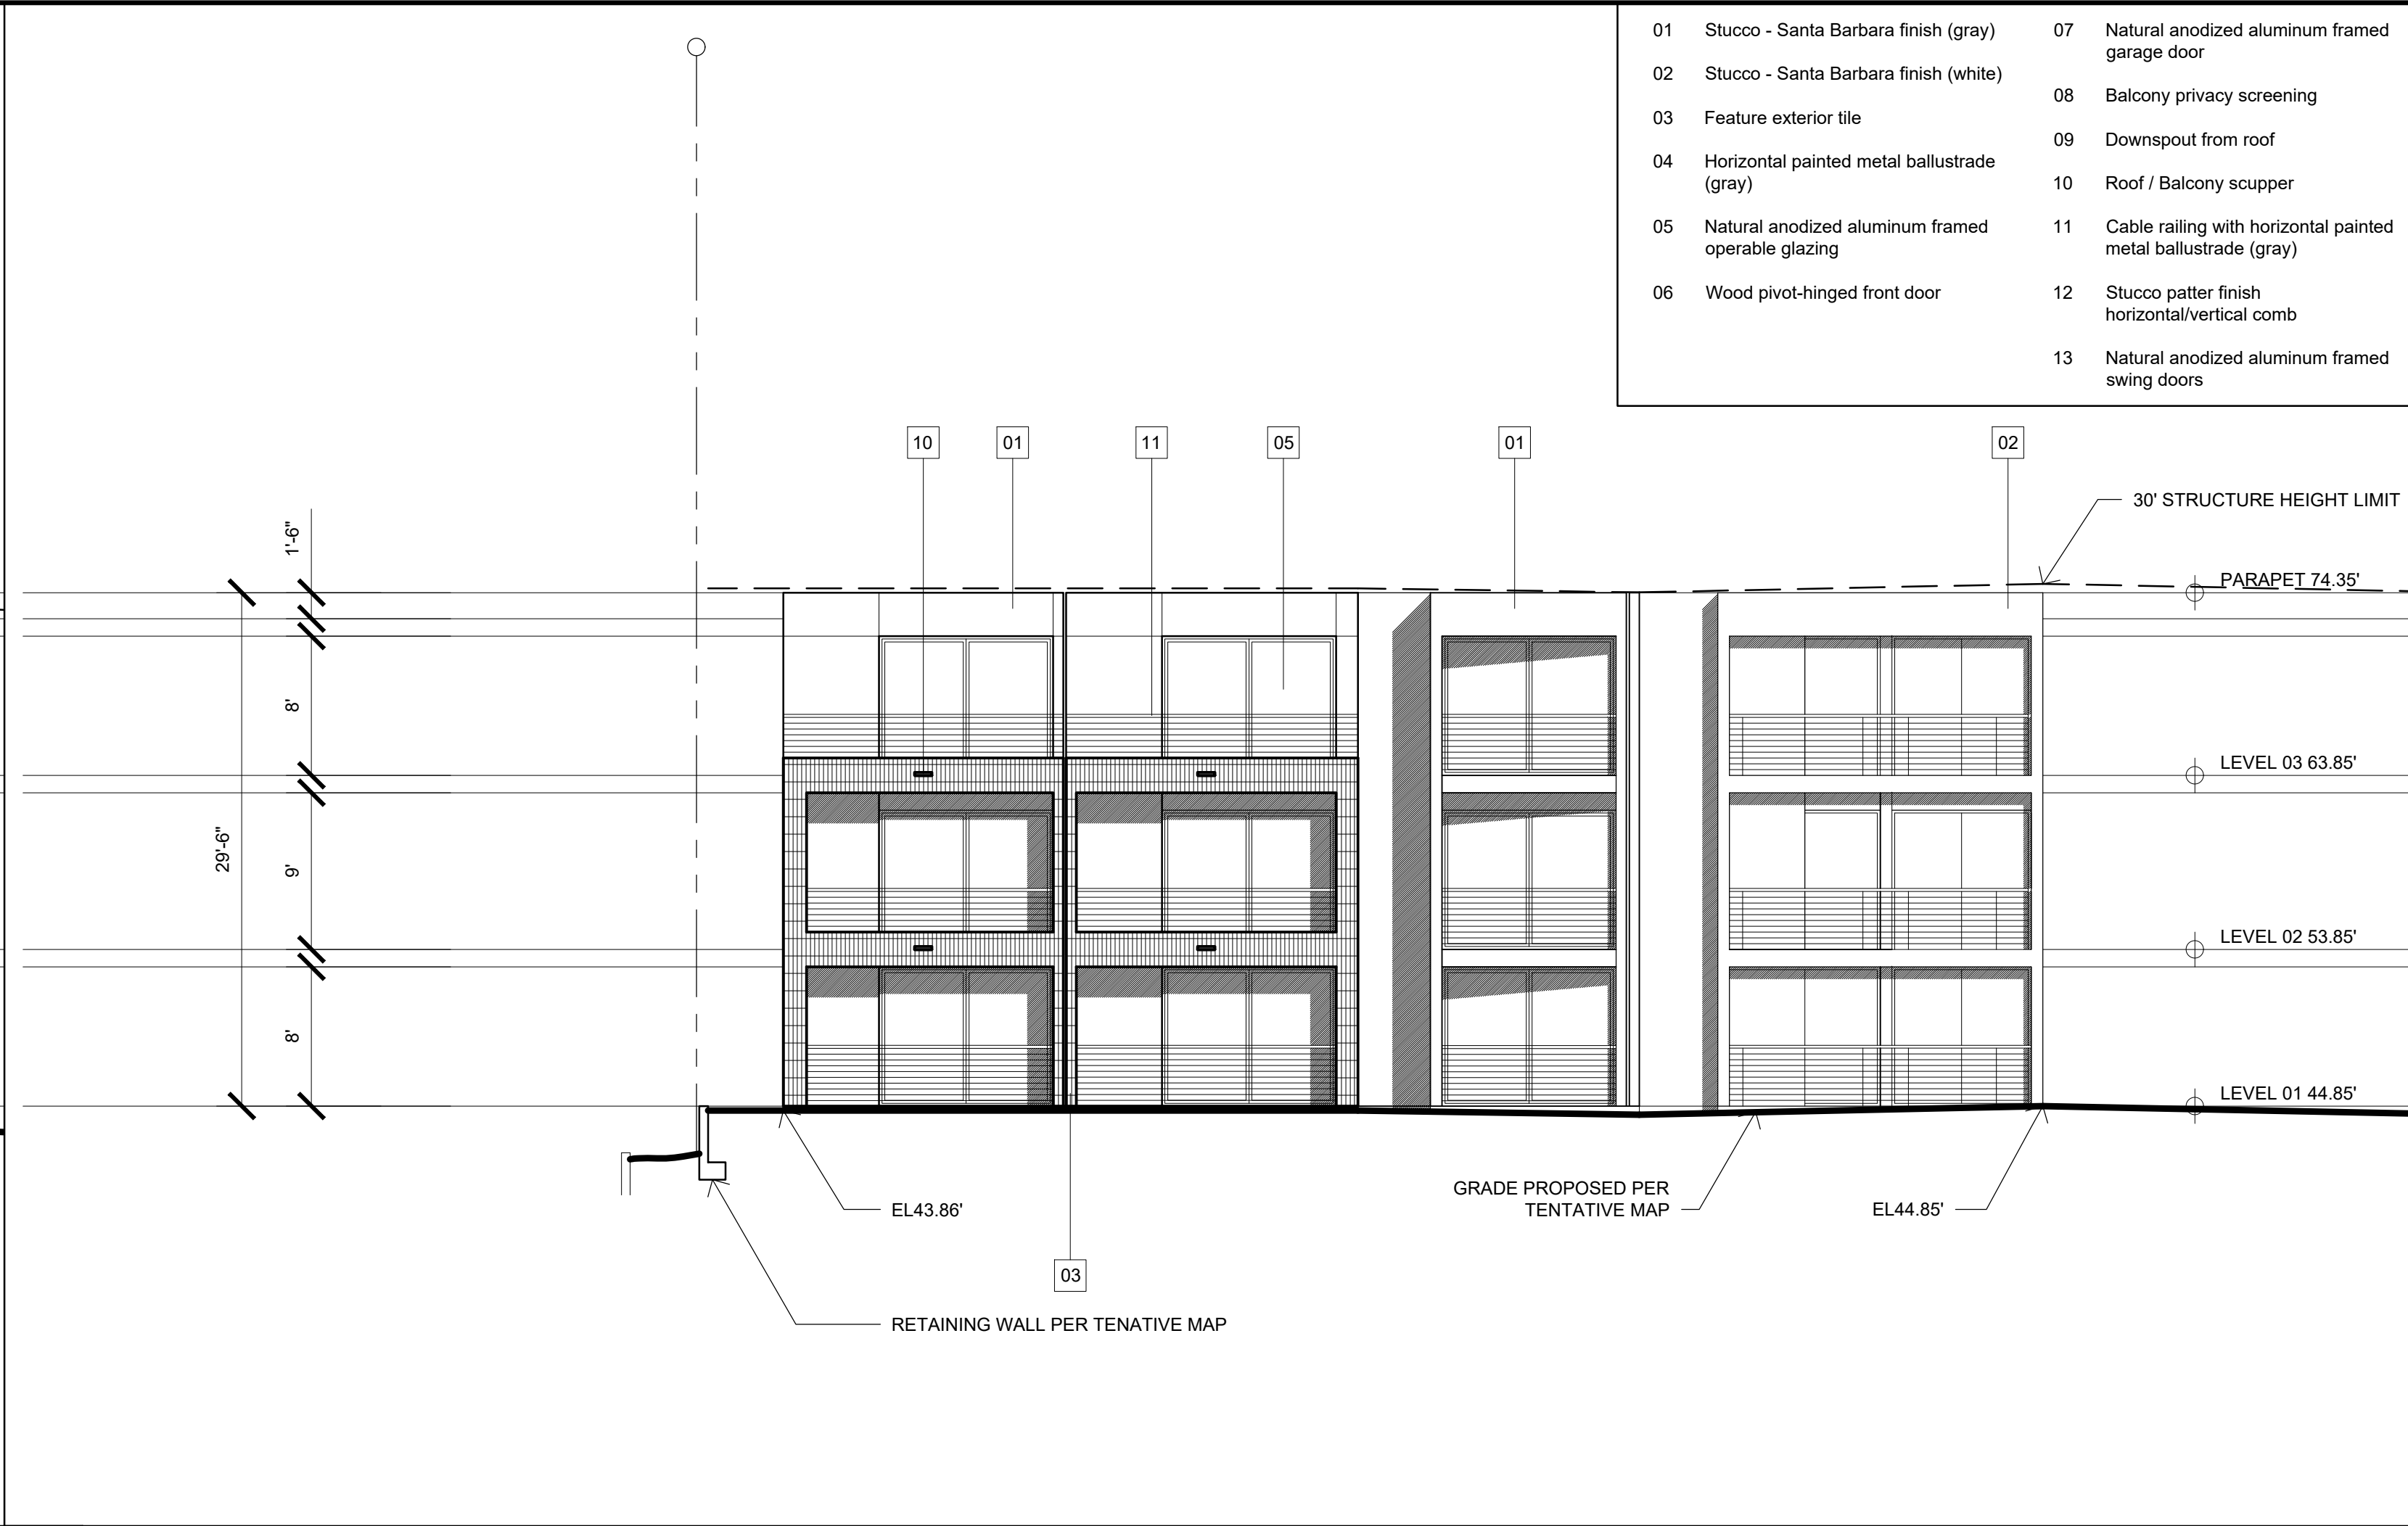 01 Stucco - Santa Barbara finish (gray)
02 Stucco - Santa Barbara finish (white)
03 Feature exterior tile
04 Horizontal painted metal ballustrade
(gray)
05 Natural anodized aluminum framed
operable glazing
06 Wood pivot-hinged front door
07 Natural anodized aluminum framed
garage door
08 Balcony privacy screening
09 Downspout from roof
10 Roof / Balcony scupper
11 Cable railing with horizontal painted
metal ballustrade (gray)
12 Stucco patter finish
horizontal/vertical comb
13 Natural anodized aluminum framed
swing doors
10
01
11
05
01
02
30' STRUCTURE HEIGHT LIMIT
1'-6"
8'
9'
8'
29'-6"
PARAPET 74.35'
LEVEL 03 63.85'
LEVEL 02 53.85'
LEVEL 01 44.85'
EL43.86'
GRADE PROPOSED PER
TENTATIVE MAP
EL44.85'
03
RETAINING WALL PER TENATIVE MAP